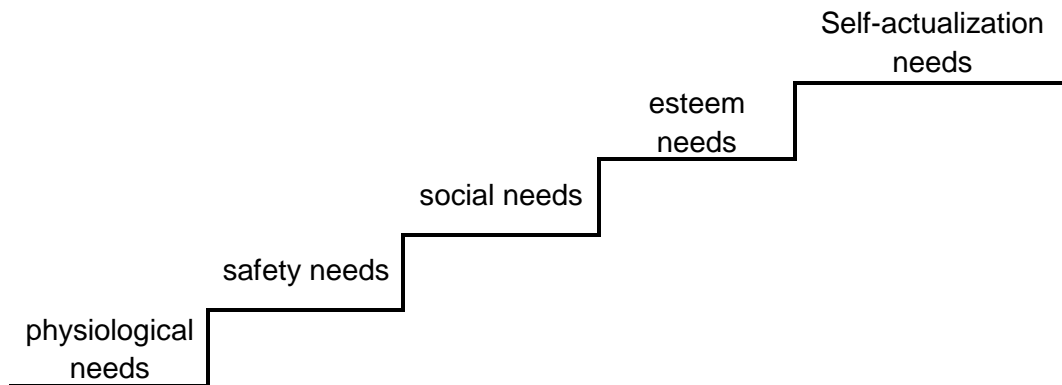 Self-actualization
needs
esteem
needs
social needs
safety needs
physiological
needs